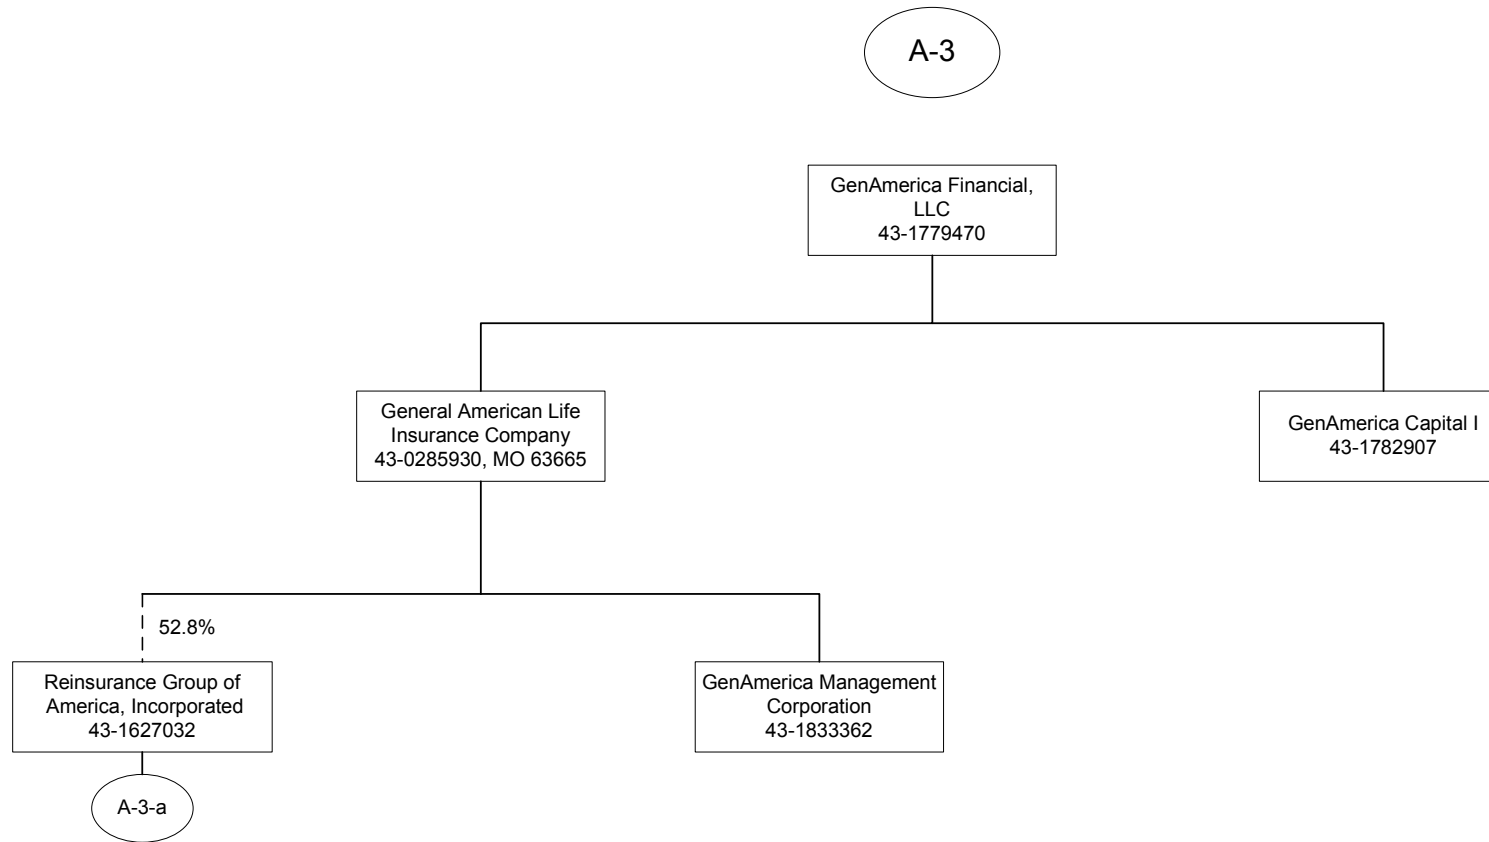 A-3
GenAmerica Financial,
LLC
43-1779470
General American Life
Insurance Company
43-0285930, MO 63665
GenAmerica Capital I
43-1782907
52.8%
Reinsurance Group of
America, Incorporated
43-1627032
GenAmerica Management
Corporation
43-1833362
A-3-a